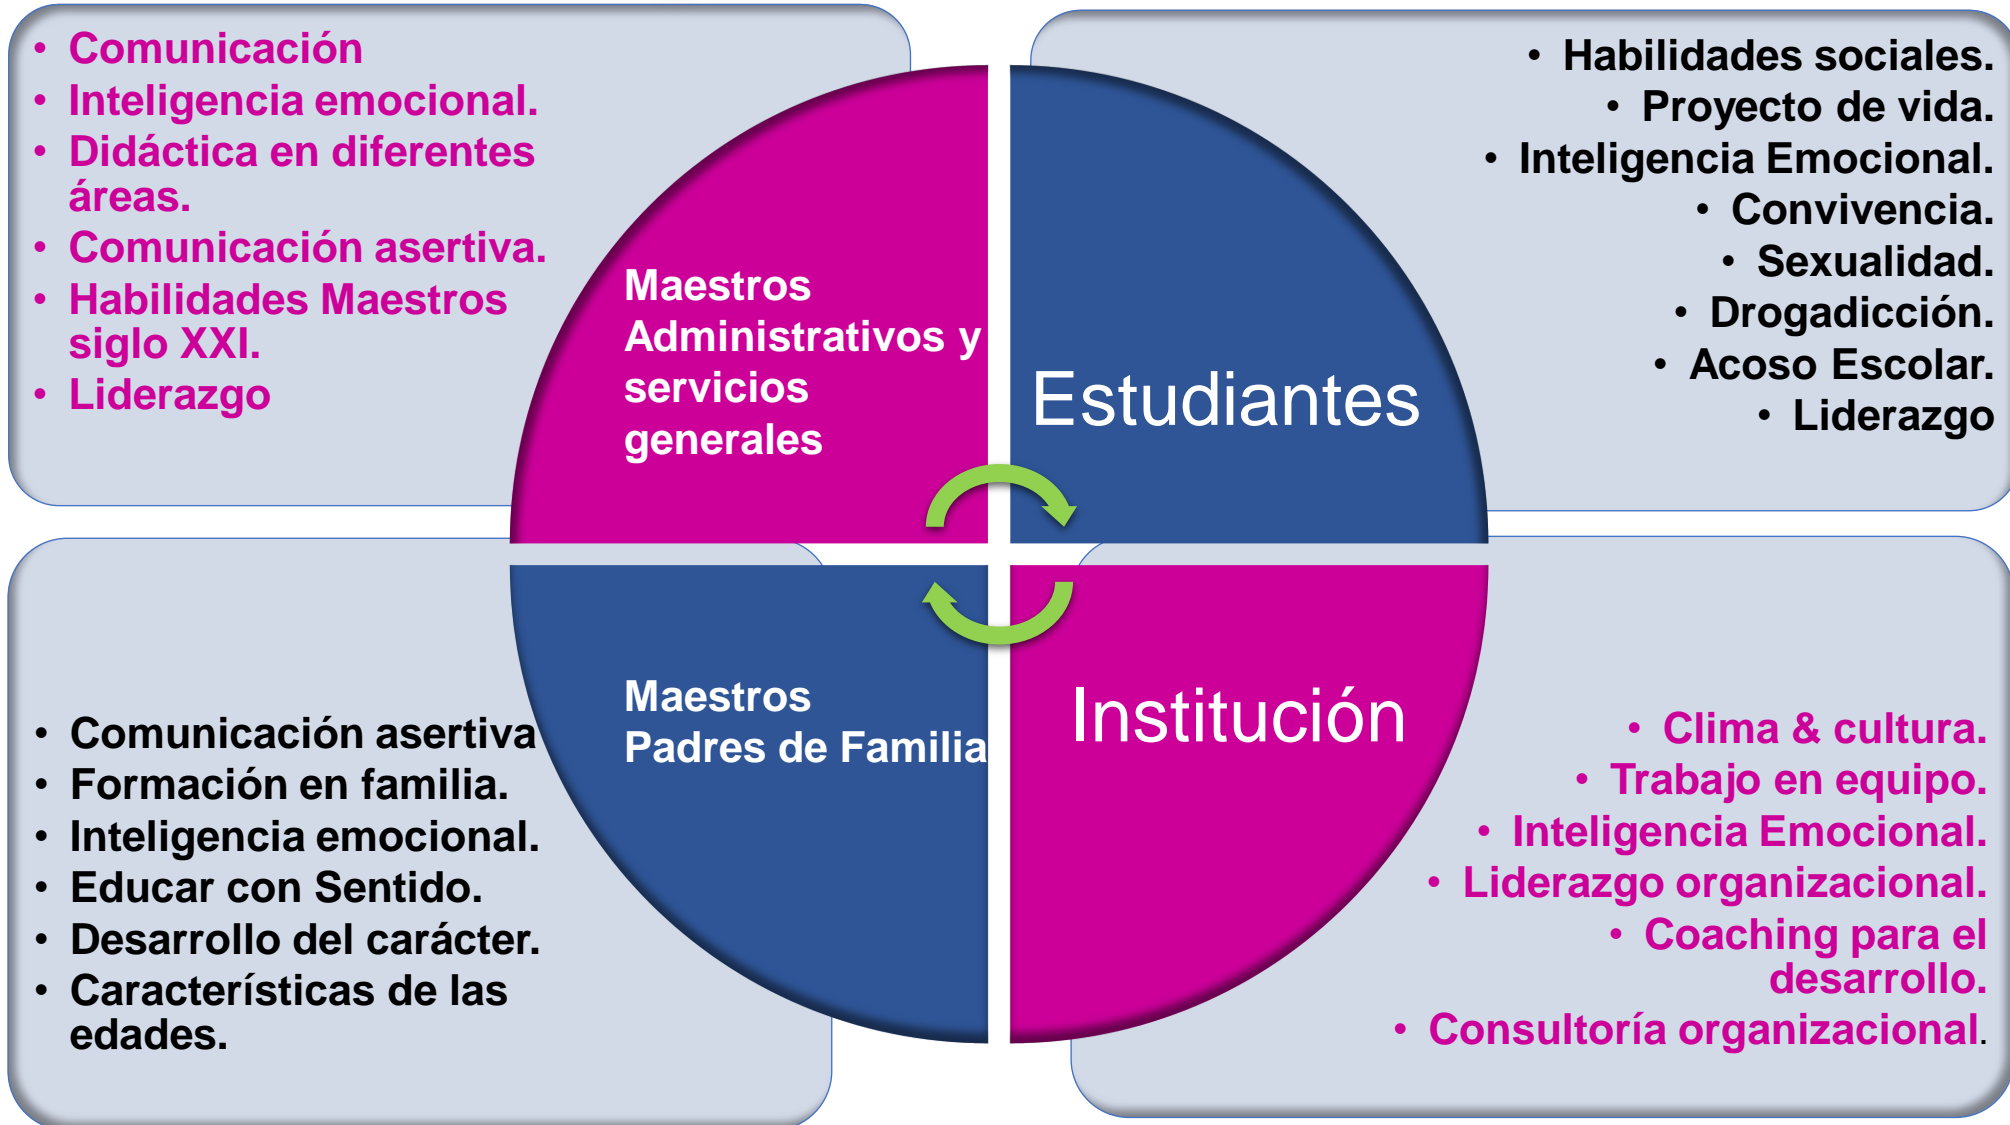 • Comunicación
• Inteligencia emocional.
• Didáctica en diferentes
áreas.
• Comunicación asertiva.
• Habilidades Maestros
siglo XXI.
• Liderazgo
Maestros
Administrativos y
servicios
generales
Estudiantes
• Habilidades sociales.
• Proyecto de vida.
• Inteligencia Emocional.
• Convivencia.
• Sexualidad.
• Drogadicción.
• Acoso Escolar.
• Liderazgo
• Comunicación asertiva
• Formación en familia.
• Inteligencia emocional.
• Educar con Sentido.
• Desarrollo del carácter.
• Características de las
edades.
Maestros
Padres de Familia
Institución
• Clima & cultura.
• Trabajo en equipo.
• Inteligencia Emocional.
• Liderazgo organizacional.
• Coaching para el
desarrollo.
• Consultoría organizacional.